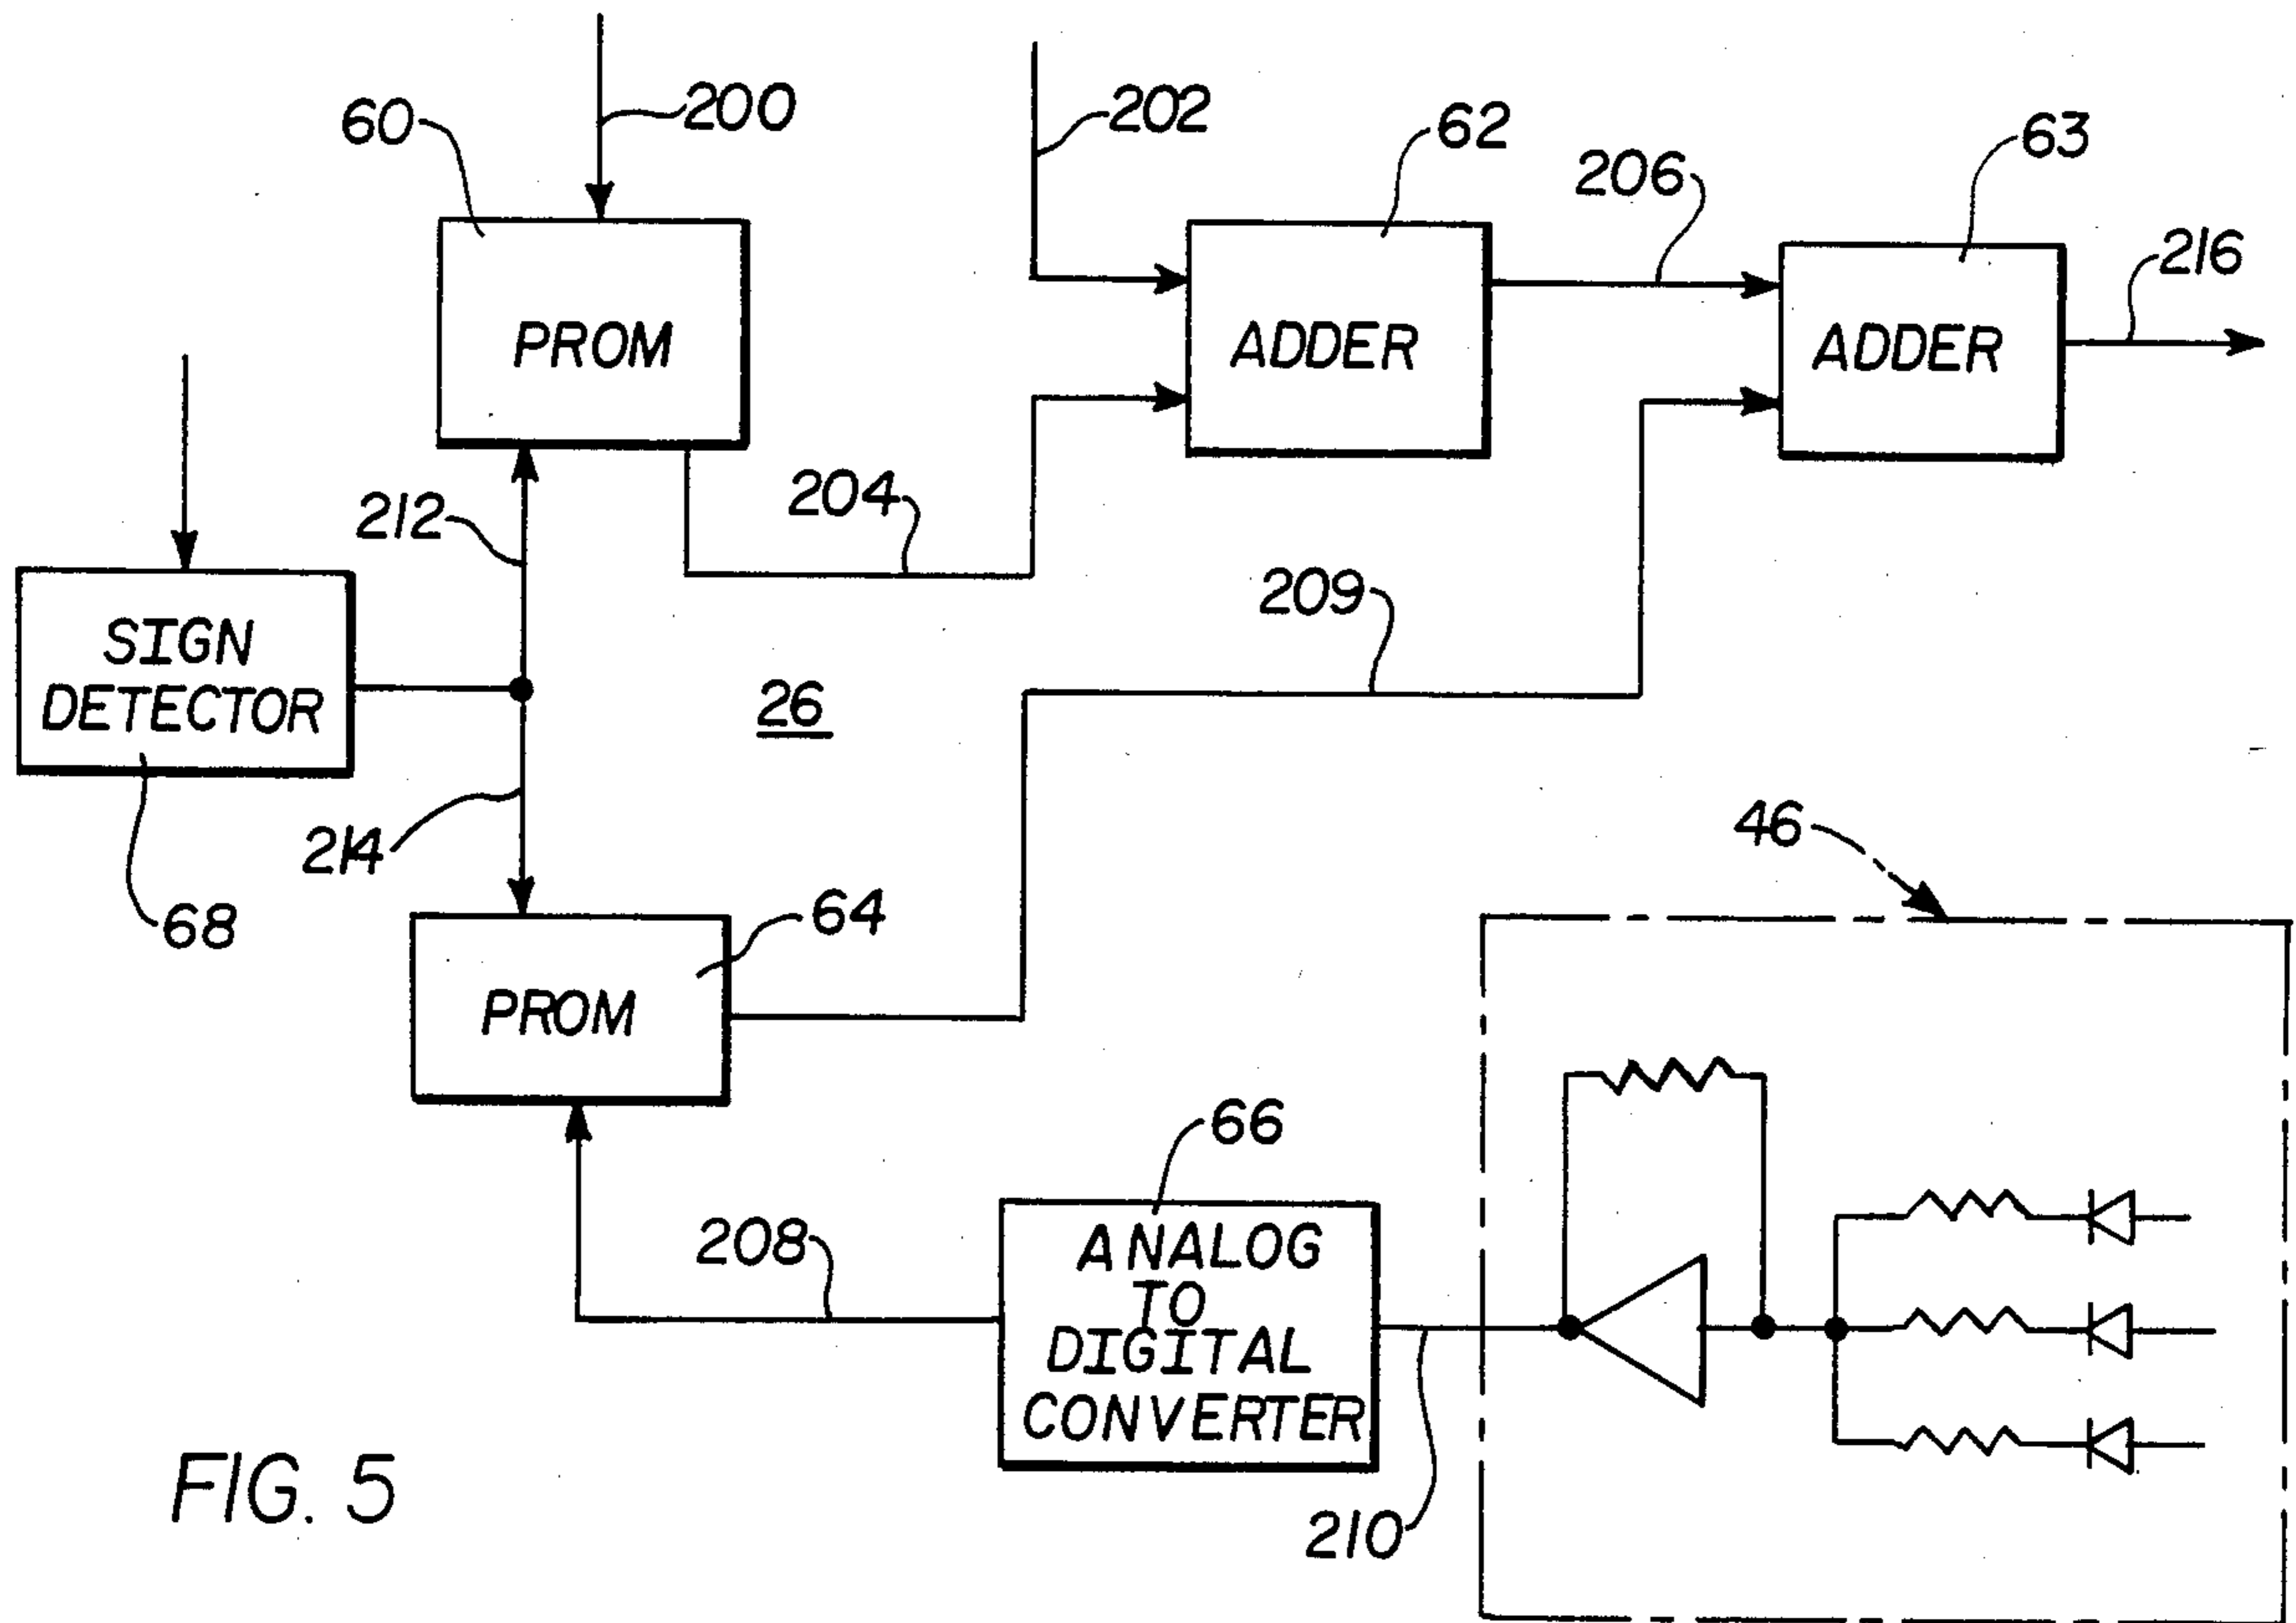 200
202
60
62
63
206
216
PROM
ADDER
ADDER
204
212
209
SIGN
DETECTOR
26
46
214
64
68
PROM
66
208
ANALOG
TO
DIGITAL
CONVERTER
210
FIG. 5